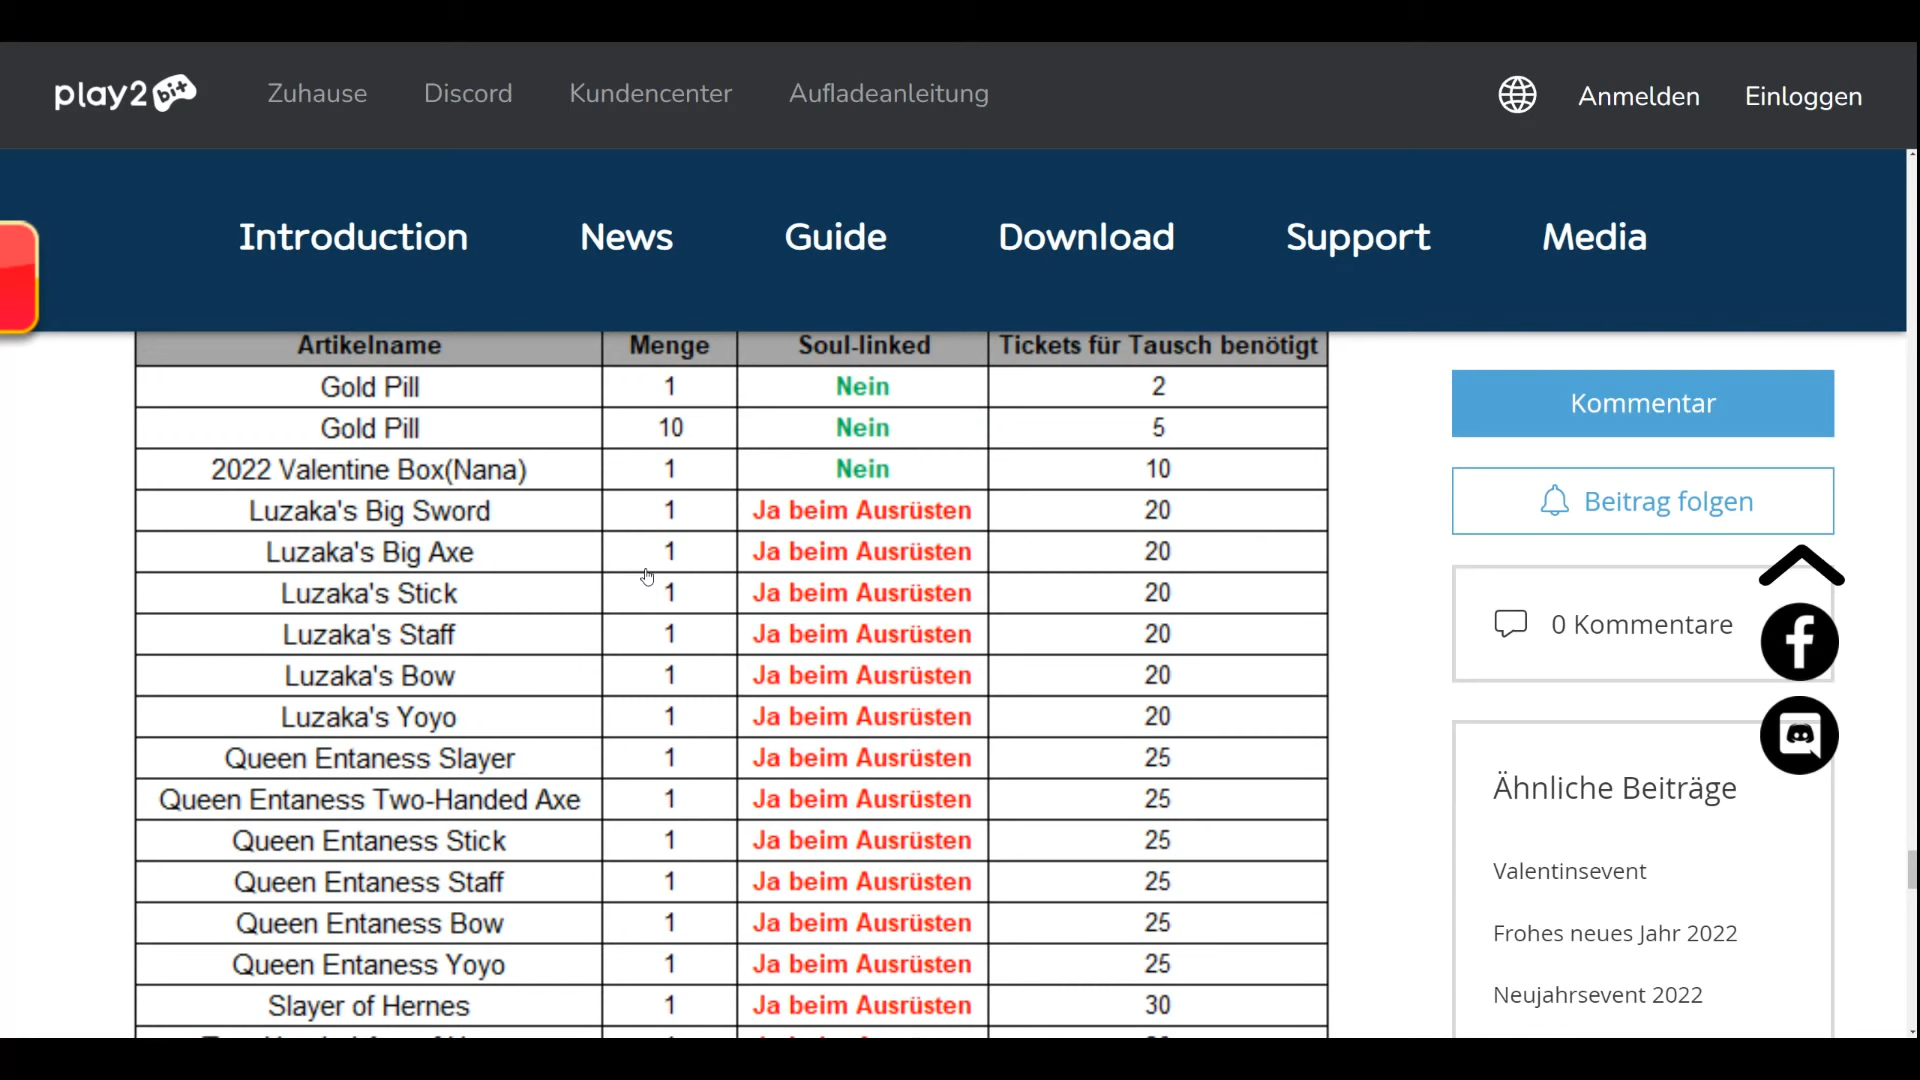 play2bit Zuhause Discord Kundencenter Aufladeanleitung Anmelden Einloggen
Introduction News Guide Download Support Media
Artikelname Menge Soul-linked Tickets für Tausch benötigt
Gold Pill 1 Nein 2
Gold Pill 10 Nein 5
2022 Valentine Box(Nana) 1 Nein 10
Luzaka's Big Sword 1 Ja beim Ausrüsten 20
Luzaka's Big Axe 1 Ja beim Ausrüsten 20
Luzaka's Stick 1 Ja beim Ausrüsten 20
Luzaka's Staff 1 Ja beim Ausrüsten 20
Luzaka's Bow 1 Ja beim Ausrüsten 20
Luzaka's Yoyo 1 Ja beim Ausrüsten 20
Queen Entaness Slayer 1 Ja beim Ausrüsten 25
Queen Entaness Two-Handed Axe 1 Ja beim Ausrüsten 25
Queen Entaness Stick 1 Ja beim Ausrüsten 25
Queen Entaness Staff 1 Ja beim Ausrüsten 25
Queen Entaness Bow 1 Ja beim Ausrüsten 25
Queen Entaness Yoyo 1 Ja beim Ausrüsten 25
Slayer of Hernes 1 Ja beim Ausrüsten 30
Kommentar
Beitrag folgen
0 Kommentare
Ähnliche Beiträge
Valentinsevent
Frohes neues Jahr 2022
Neujahrsevent 2022